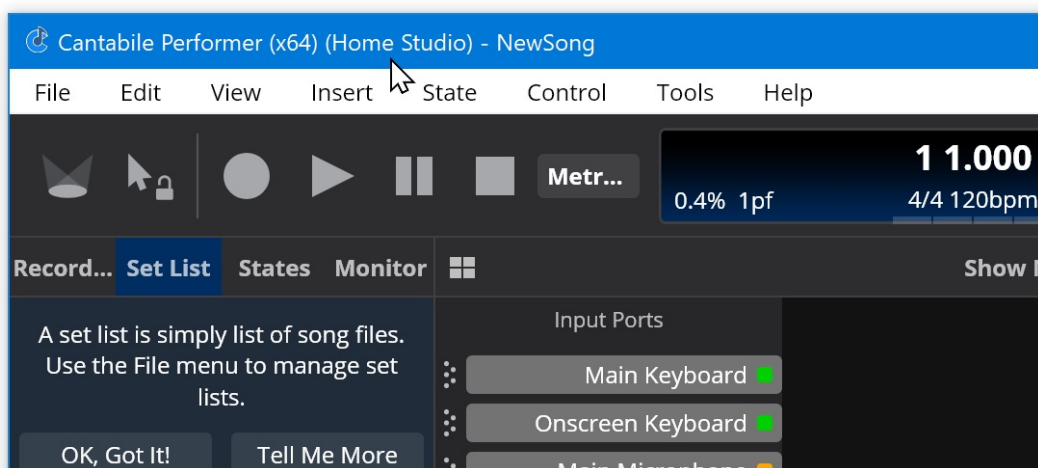 Cantabile Performer (x64) (Home Studio) - NewSong
File Edit View Insert State Control Tools Help
Metr...
1 1.000
0.4% 1pf 4/4 120bpm
Record... Set List States Monitor Show
A set list is simply list of song files.
Use the File menu to manage set
lists.
OK, Got It! Tell Me More
Input Ports
Main Keyboard
Onscreen Keyboard
Main Microphone